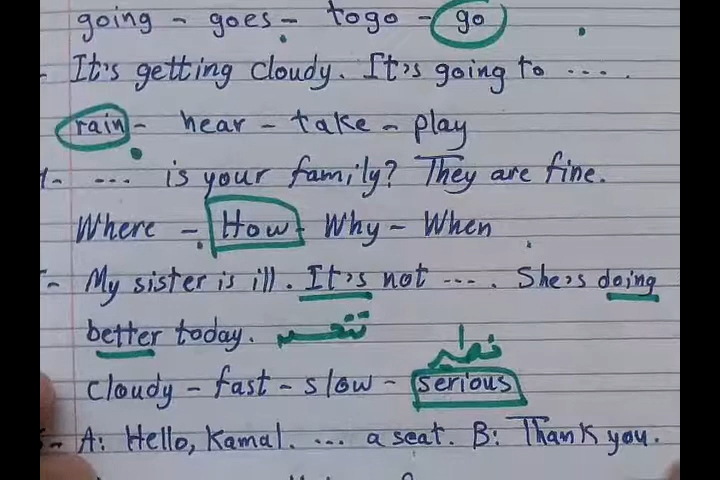 going - goes - to go - go
- It's getting cloudy. It's going to ....
rain - hear - take - play
- ... is your family? They are fine.
Where - How - Why - When
- My sister is ill. It's not .... She's doing
better today. تتحسن
خطير
cloudy - fast - slow - serious
- A: Hello, Kamal. ... a seat. B: Thank you.